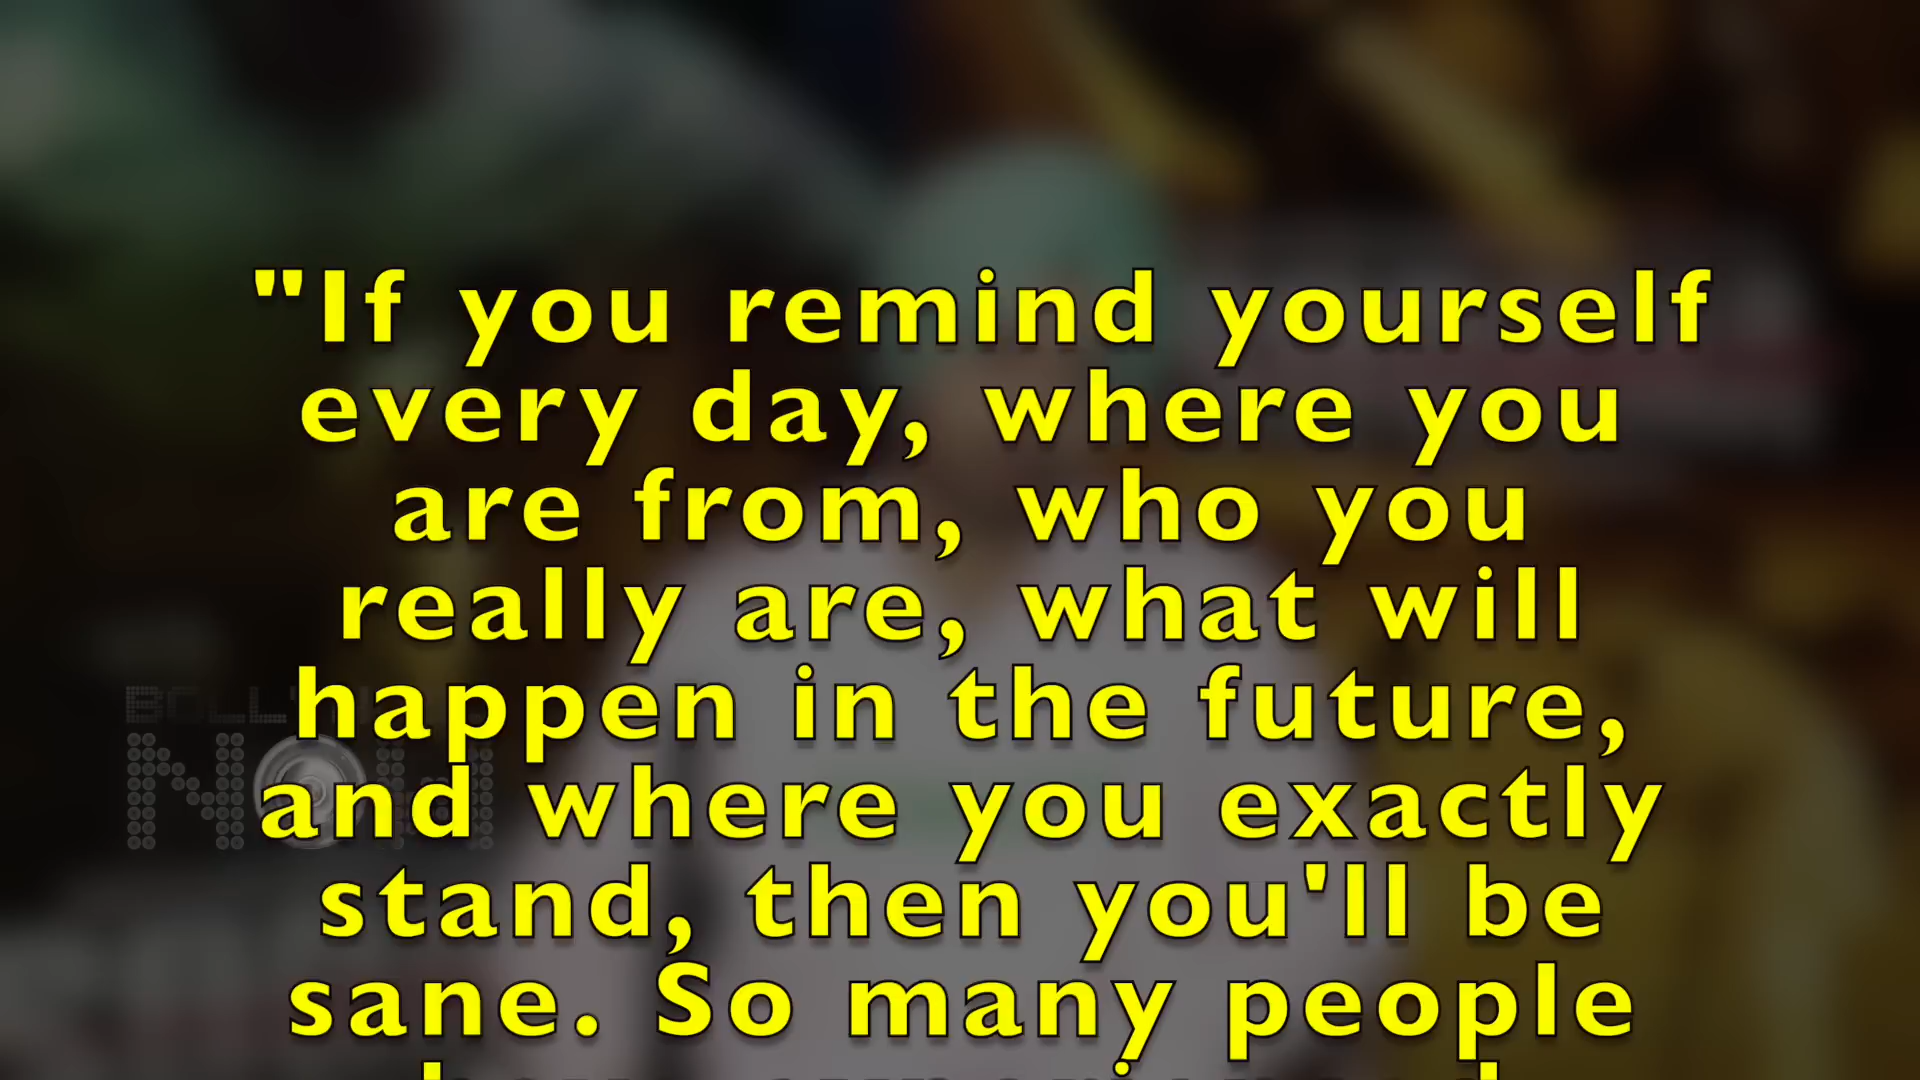 "If you remind yourself
every day, where you
are from, who you
really are, what will
happen in the future,
and where you exactly
stand, then you'll be
sane. So many people